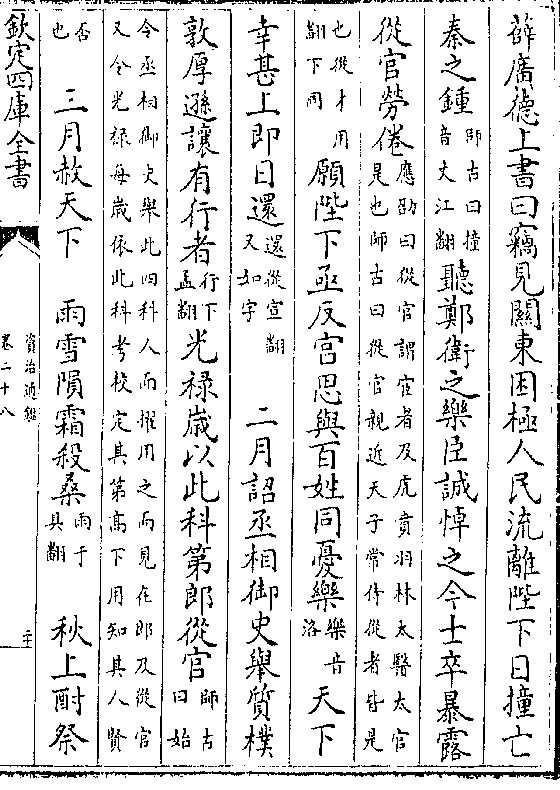 薛廣德上書曰竊見關東困極人民流離陛下日撞亡
秦之鍾師古曰撞音丈江翻聽鄭衛之樂臣誠悼之今士卒暴露
從官勞倦應劭曰從官謂宦者及虎賁羽林太醫太官是也師古曰從官親近天子常侍從者皆是
也從才用翻下同願陛下亟反宮思與百姓同憂樂樂音洛天下
幸甚上即日還還從宣翻又如字 二月詔丞相御史舉質樸
敦厚遜讓有行者行下孟翻光祿歳以此科第郎從官師古曰始
令丞相御史舉此四科人而擢用之而見在郎及從官又令光祿每歳依此科考校定其第高下用知其人賢
否也 三月赦天下 雨雪隕霜殺桑雨于具翻 秋上酎祭
欽定四庫全書
資治通鑑
卷二十八